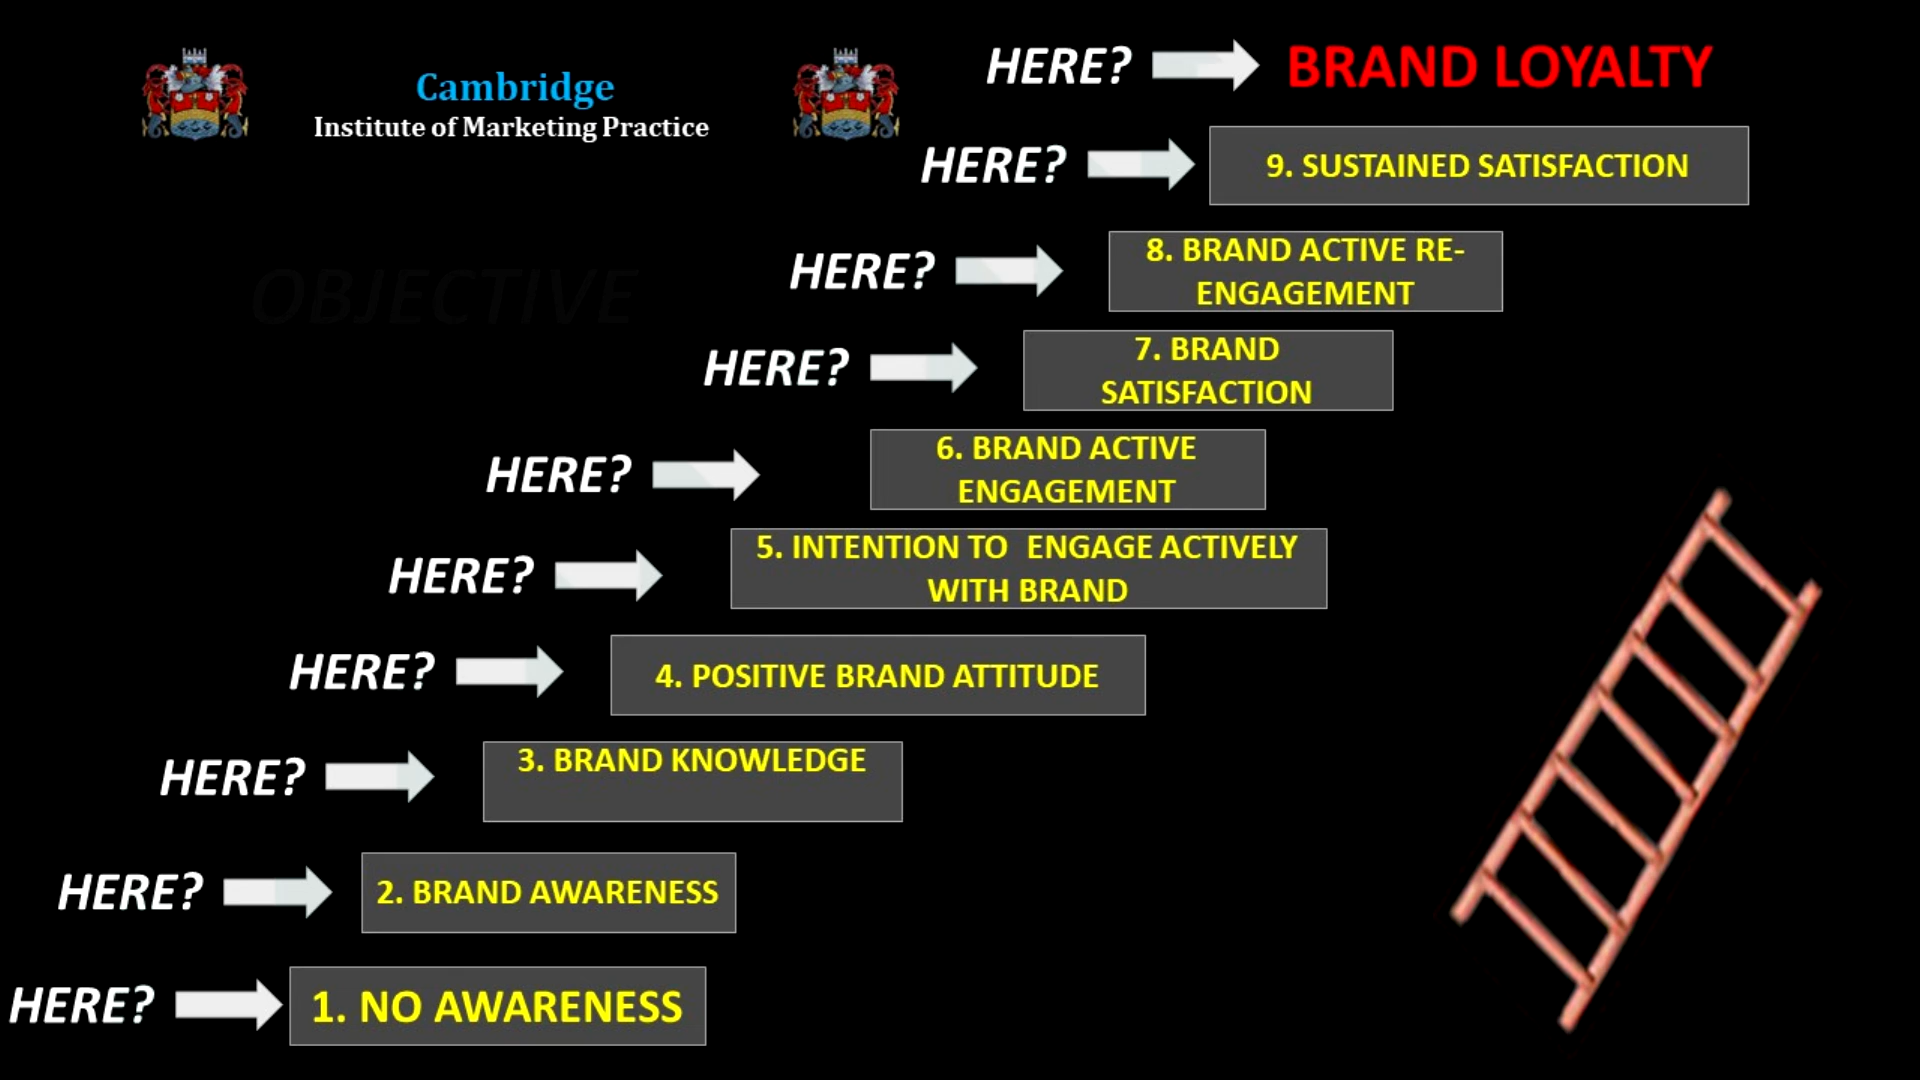 HERE? BRAND LOYALTY
Cambridge
Institute of Marketing Practice
HERE? 9. SUSTAINED SATISFACTION
OBJECTIVE
HERE? 8. BRAND ACTIVE RE-
ENGAGEMENT
HERE? 7. BRAND
SATISFACTION
HERE? 6. BRAND ACTIVE
ENGAGEMENT
HERE? 5. INTENTION TO ENGAGE ACTIVELY
WITH BRAND
HERE? 4. POSITIVE BRAND ATTITUDE
HERE? 3. BRAND KNOWLEDGE
HERE? 2. BRAND AWARENESS
HERE? 1. NO AWARENESS